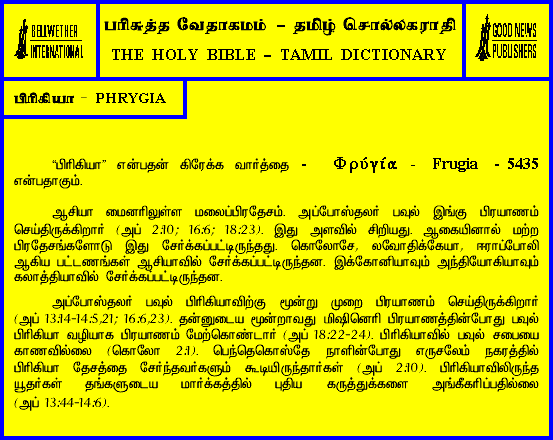 BELLWETHER
INTERNATIONAL
பரிசுத்த வேதாகமம் – தமிழ் சொல்லகராதி
THE HOLY BIBLE – TAMIL DICTIONARY
GOOD NEWS
PUBLISHERS
பிரிகியா - PHRYGIA
“பிரிகியா” என்பதன் கிரேக்க வார்த்தை - Φρύγία - Frugia - 5435
என்பதாகும்.
ஆசியா மைனரிலுள்ள மலைப்பிரதேசம். அப்போஸ்தலர் பவுல் இங்கு பிரயாணம்
செய்திருக்கிறார் (அப் 2:10; 16:6; 18:23). இது அளவில் சிறியது. ஆகையினால் மற்ற
பிரதேசங்களோடு இது சேர்க்கப்பட்டிருந்தது. கொலோசே, லவோதிக்கேயா, ஈராப்போலி
ஆகிய பட்டணங்கள் ஆசியாவில் சேர்க்கப்பட்டிருந்தன. இக்கோனியாவும் அந்தியோகியாவும்
கலாத்தியாவில் சேர்க்கப்பட்டிருந்தன.
அப்போஸ்தலர் பவுல் பிரிகியாவிற்கு மூன்று முறை பிரயாணம் செய்திருக்கிறார்
(அப் 13:14-14:5,21; 16:6,23). தன்னுடைய மூன்றாவது மிஷினெரி பிரயாணத்தின்போது பவுல்
பிரிகியா வழியாக பிரயாணம் மேற்கொண்டார் (அப் 18:22-24). பிரிகியாவில் பவுல் சபையை
காணவில்லை (கொலோ 2:1). பெந்தெகொஸ்தே நாளின்போது எருசலேம் நகரத்தில்
பிரிகியா தேசத்தை சேர்ந்தவர்களும் கூடியிருந்தார்கள் (அப் 2:10). பிரிகியாவிலிருந்த
யூதர்கள் தங்களுடைய மார்க்கத்தில் புதிய கருத்துக்களை அங்கீகரிப்பதில்லை
(அப் 13:44-14:6).